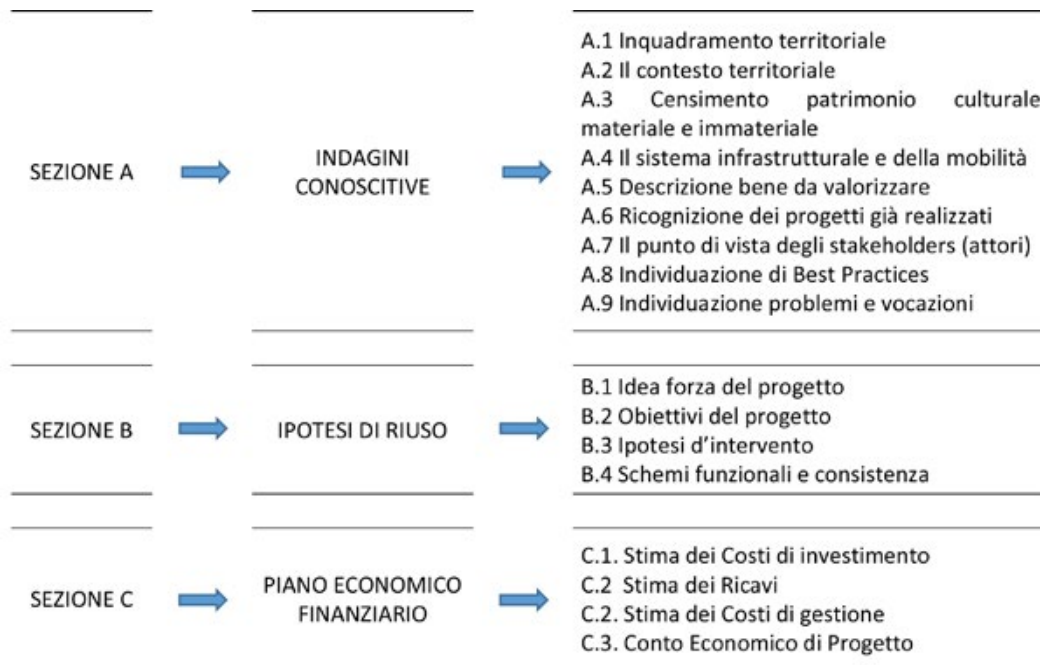 SEZIONE A
INDAGINI
CONOSCITIVE
A.1 Inquadramento territoriale
A.2 Il contesto territoriale
A.3 Censimento patrimonio culturale
materiale e immateriale
A.4 Il sistema infrastrutturale e della mobilità
A.5 Descrizione bene da valorizzare
A.6 Ricognizione dei progetti già realizzati
A.7 Il punto di vista degli stakeholders (attori)
A.8 Individuazione di Best Practices
A.9 Individuazione problemi e vocazioni
SEZIONE B
IPOTESI DI RIUSO
B.1 Idea forza del progetto
B.2 Obiettivi del progetto
B.3 Ipotesi d’intervento
B.4 Schemi funzionali e consistenza
SEZIONE C
PIANO ECONOMICO
FINANZIARIO
C.1. Stima dei Costi di investimento
C.2 Stima dei Ricavi
C.2. Stima dei Costi di gestione
C.3. Conto Economico di Progetto